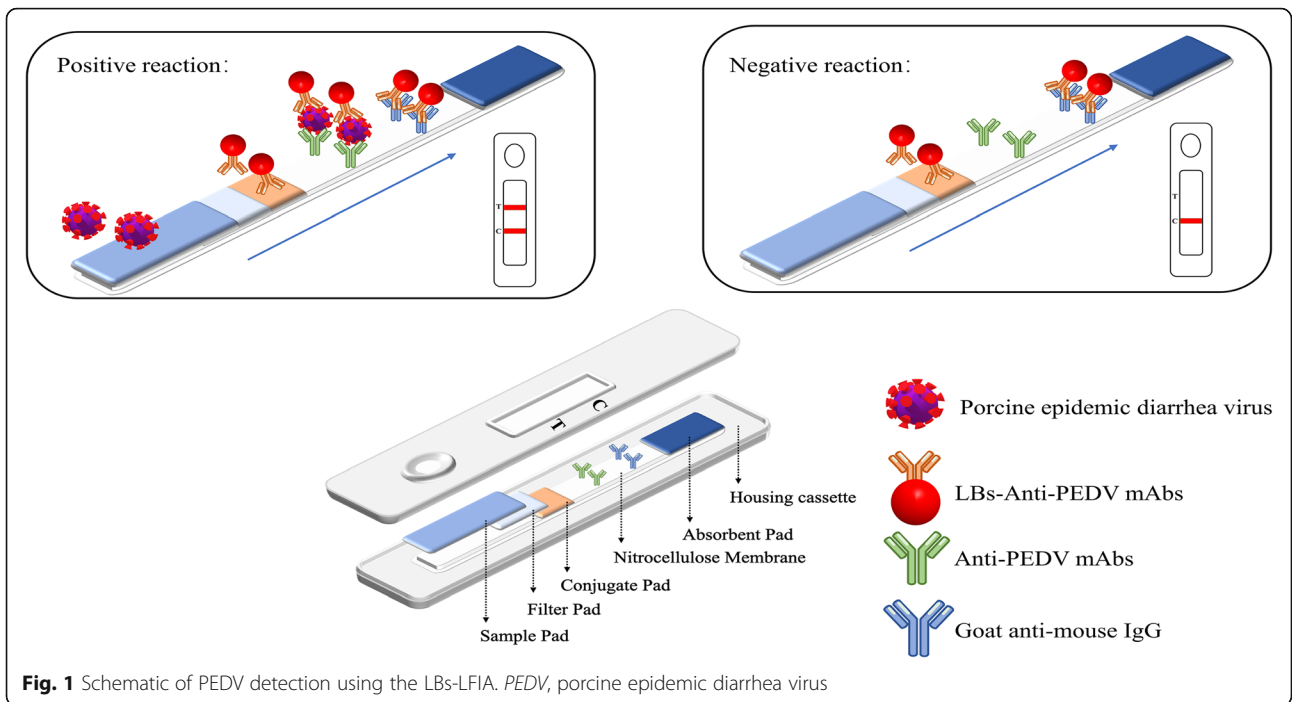 Positive reaction:
T
C
Negative reaction:
C
C
T
Housing cassette
Absorbent Pad
Nitrocellulose Membrane
Conjugate Pad
Filter Pad
Sample Pad
Porcine epidemic diarrhea virus
LBs-Anti-PEDV mAbs
Anti-PEDV mAbs
Goat anti-mouse IgG
Fig. 1 Schematic of PEDV detection using the LBs-LFIA. PEDV, porcine epidemic diarrhea virus